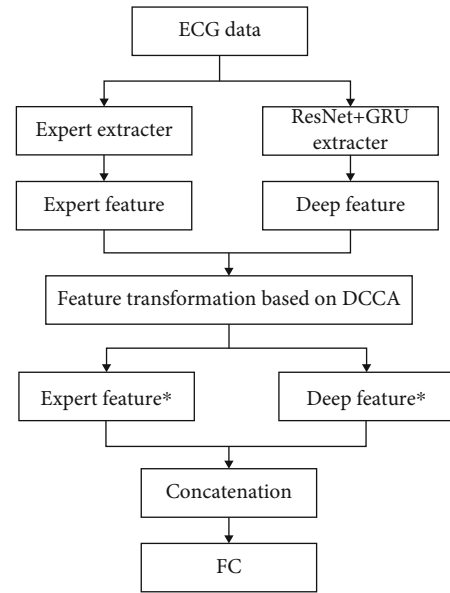 ECG data
Expert extracter
ResNet+GRU
extracter
Expert feature
Deep feature
Feature transformation based on DCCA
Expert feature*
Deep feature*
Concatenation
FC